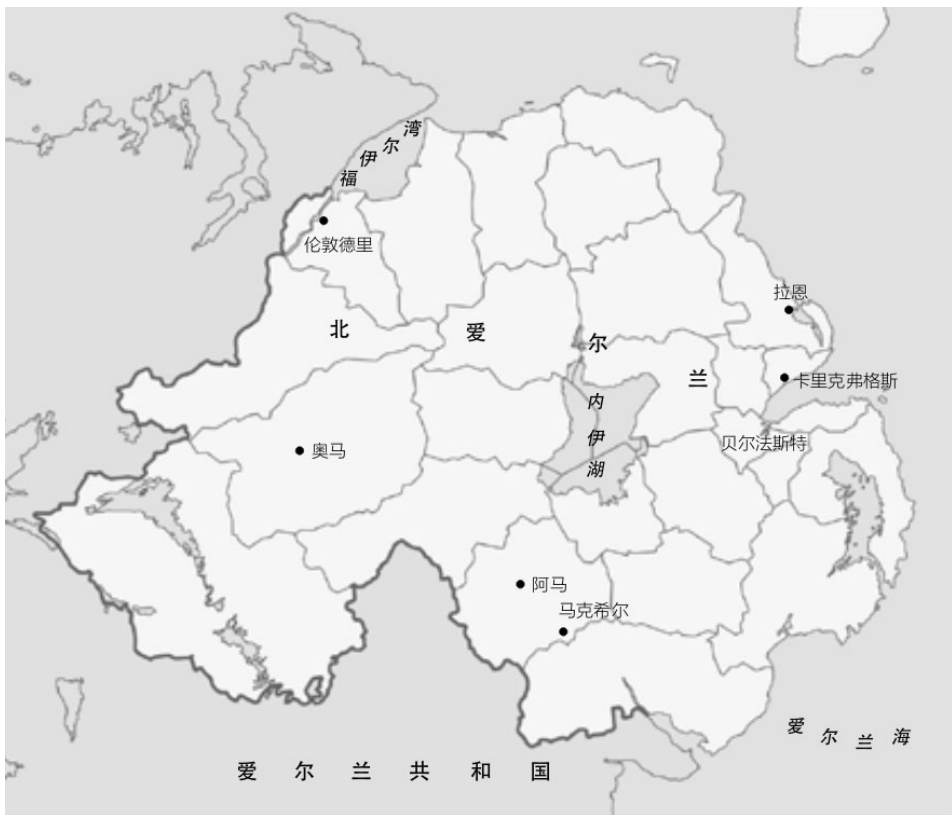 福伊尔湾
伦敦德里
拉恩
北爱尔兰
卡里克弗格斯
内伊湖
贝尔法斯特
奥马
阿马
马克希尔
爱尔兰海
爱尔兰共和国